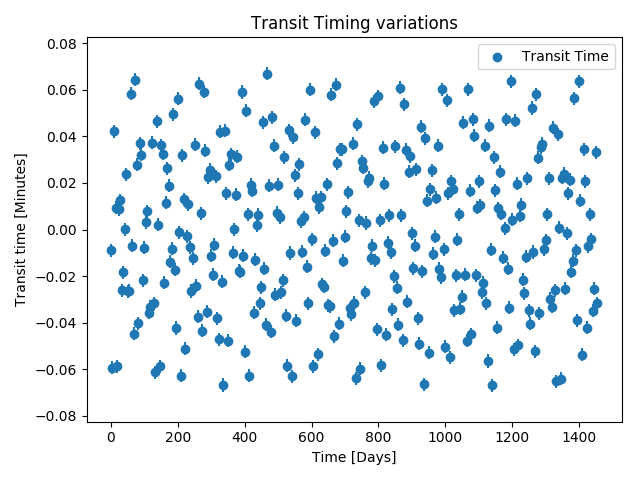 Transit Timing variations
Transit Time
Transit time [Minutes]
0.08
0.06
0.04
0.02
0.00
−0.02
−0.04
−0.06
−0.08
0 200 400 600 800 1000 1200 1400
Time [Days]